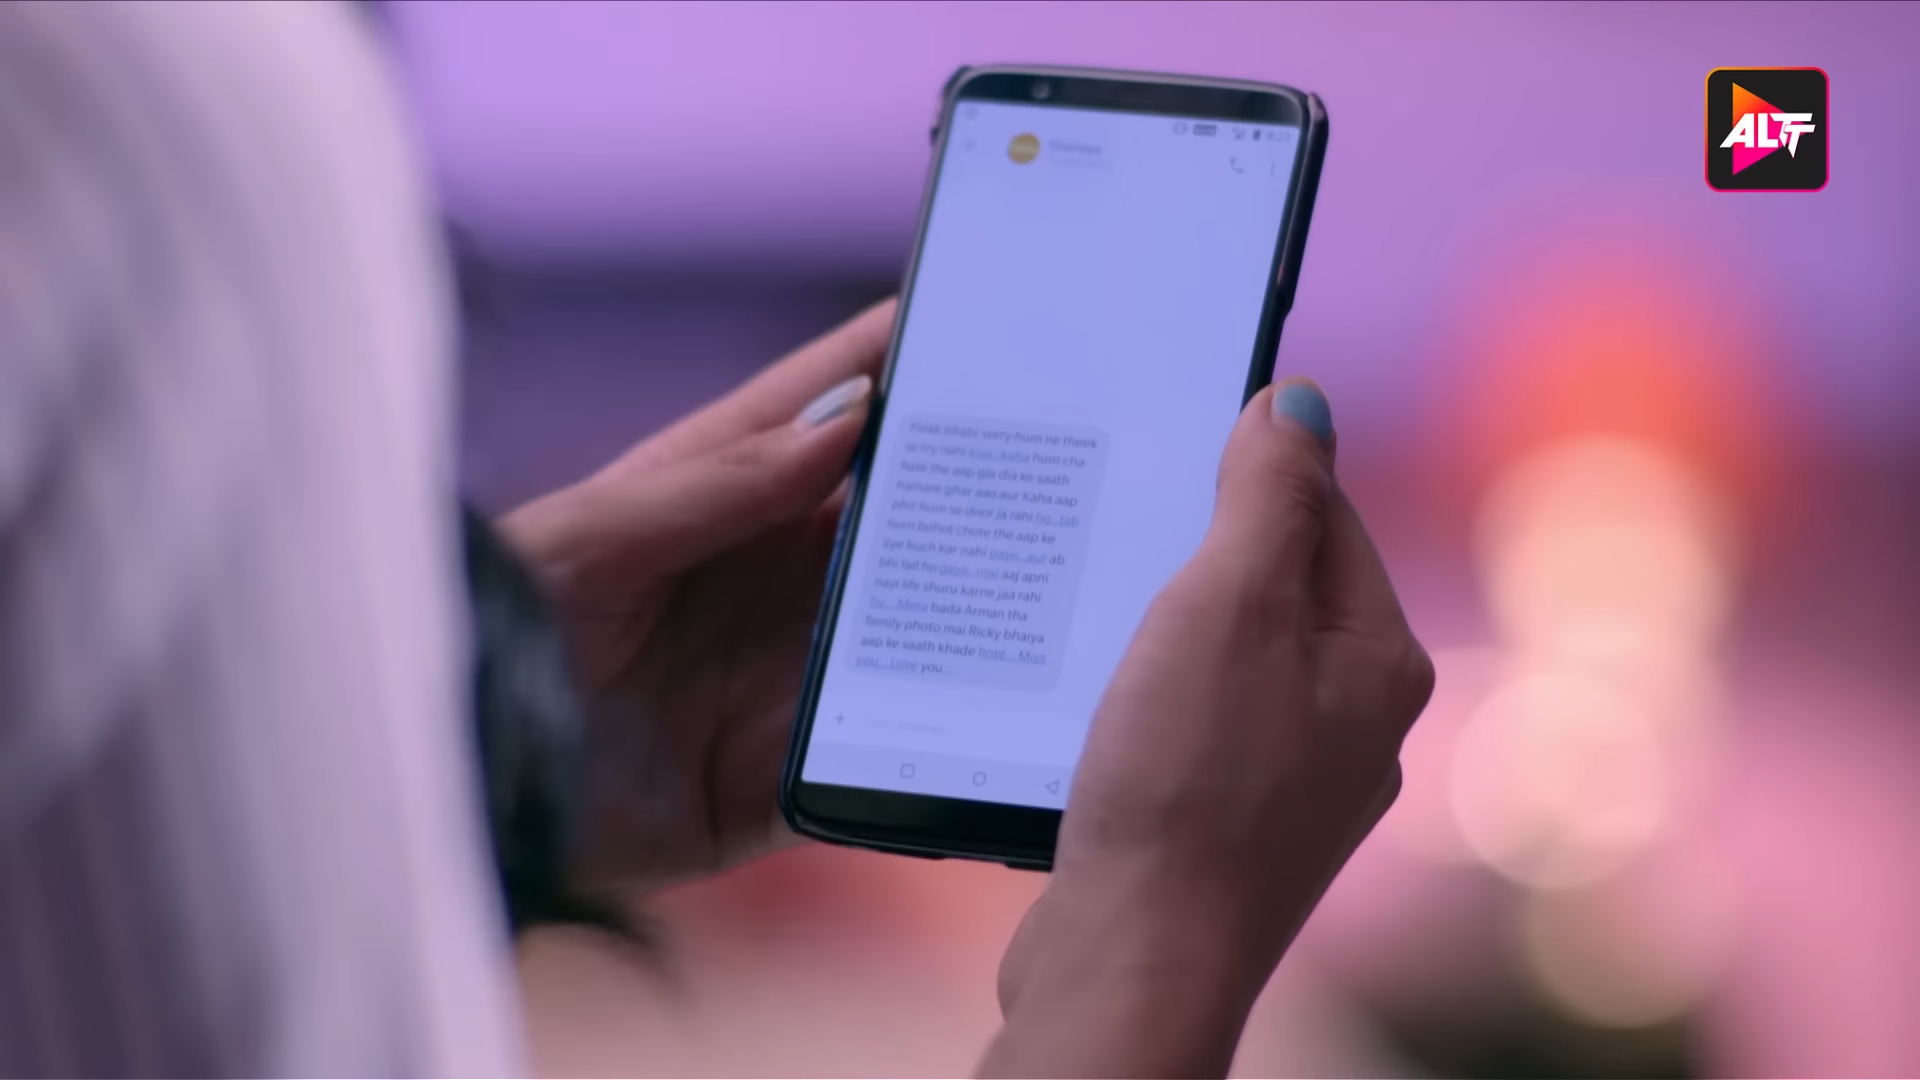 ALTT
bhabi sorry hum ne theek
se try nahi kiya...kaha hum cha-
hate the aap gia dia ke saath
hamare ghar aao aur Kaha aap
phir hum se door ja rahi ho...tab
hum bohot chote the aap ke
liye kuch kar nahi paye...aur ab
bhi fail ho gaye...mai aaj apni
nayi life shuru karne jaa rahi
hu...Mera bada Arman tha
family photo mai Ricky bhaiya
aap ke saath khade hote...Miss
you...Love you...